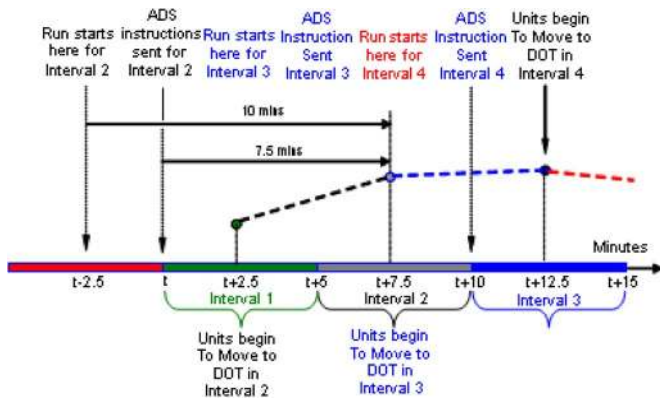 Run starts
here for
Interval 2
ADS
instructions
sent for
Interval 2
Run starts
here for
Interval 3
ADS
Instruction
Sent
Interval 3
Run starts
here for
Interval 4
ADS
Instruction
Sent
Interval 4
Units begin
To Move to
DOT in
Interval 4
10 mins
7.5 mins
Minutes
t-2.5
t
t+2.5
t+5
t+7.5
t+10
t+12.5
t+15
Interval 1
Interval 2
Interval 3
Units begin
To Move to
DOT in
Interval 2
Units begin
To Move to
DOT in
Interval 3